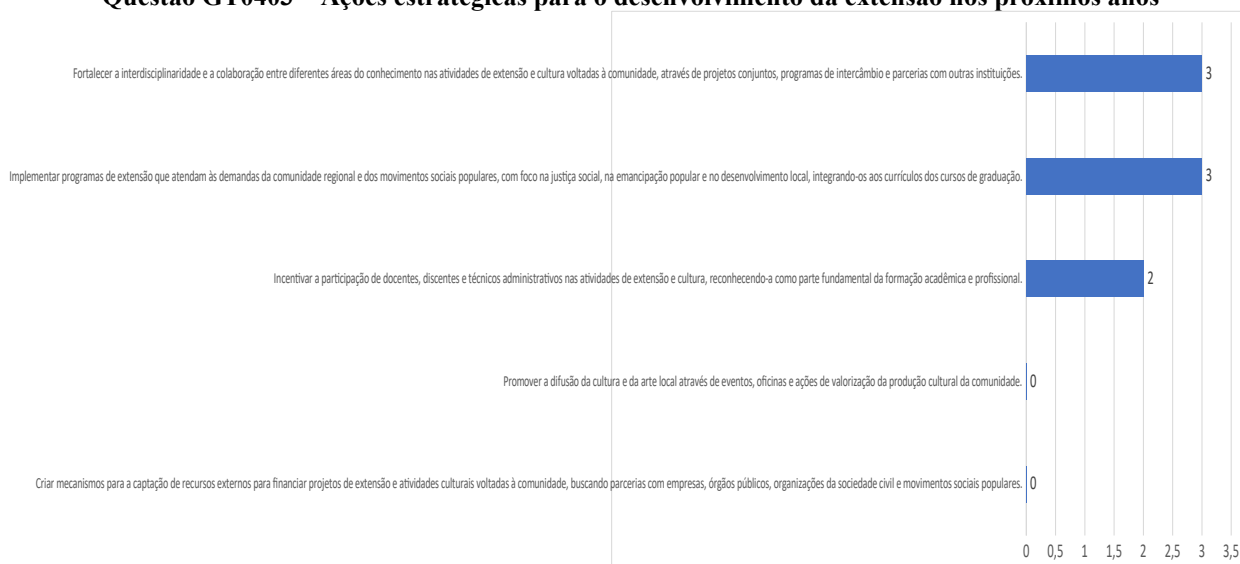 Questão GT0403 – Ações estratégicas para o desenvolvimento da extensão nos próximos anos
Fortalecer a interdisciplinaridade e a colaboração entre diferentes áreas do conhecimento nas atividades de extensão e cultura voltadas à comunidade, através de projetos conjuntos, programas de intercâmbio e parcerias com outras instituições.
3
Implementar programas de extensão que atendam às demandas da comunidade regional e dos movimentos sociais populares, com foco na justiça social, na emancipação popular e no desenvolvimento local, integrando-os aos currículos dos cursos de graduação.
3
Incentivar a participação de docentes, discentes e técnicos administrativos nas atividades de extensão e cultura, reconhecendo-a como parte fundamental da formação acadêmica e profissional.
2
Promover a difusão da cultura e da arte local através de eventos, oficinas e ações de valorização da produção cultural da comunidade.
0
Criar mecanismos para a captação de recursos externos para financiar projetos de extensão e atividades culturais voltadas à comunidade, buscando parcerias com empresas, órgãos públicos, organizações da sociedade civil e movimentos sociais populares.
0
0 0,5 1 1,5 2 2,5 3 3,5